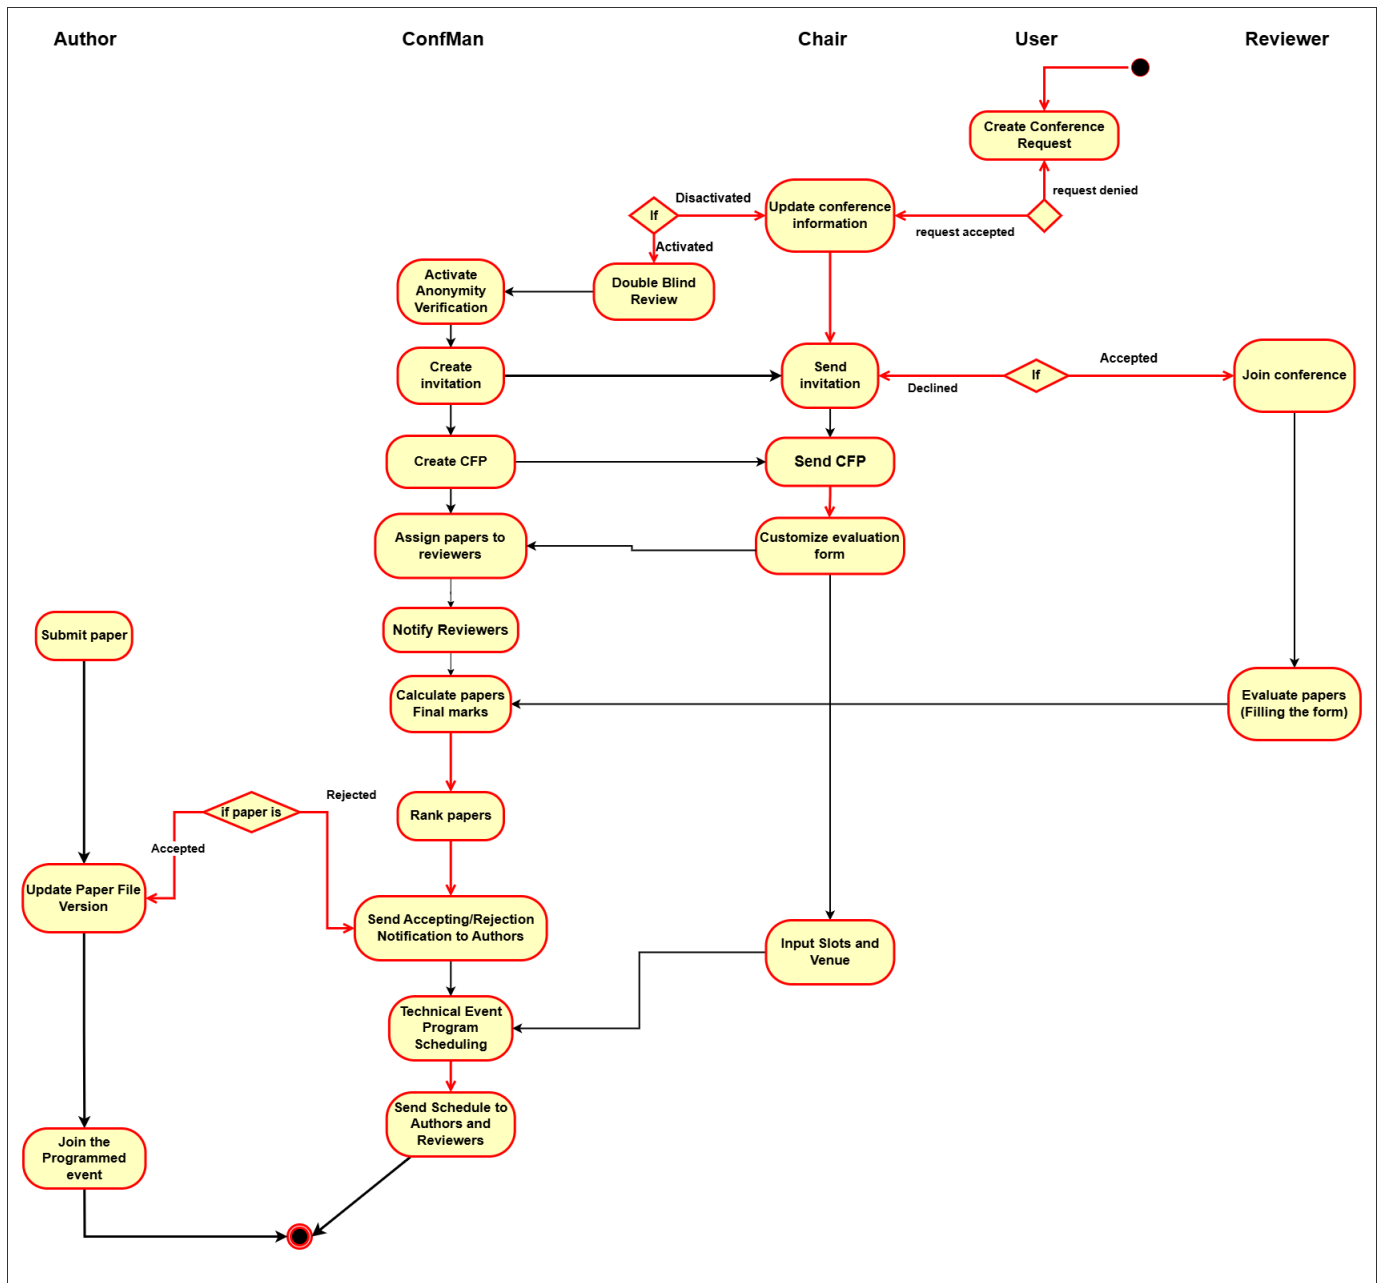 Author
ConfMan
Chair
User
Reviewer
Create Conference
Request
request denied
Disactivated
If
Update conference
information
request accepted
Activated
Activate
Anonymity
Verification
Double Blind
Review
Create
invitation
Send
invitation
If
Accepted
Declined
Join conference
Create CFP
Send CFP
Assign papers to
reviewers
Customize evaluation
form
Submit paper
Notify Reviewers
Calculate papers
Final marks
Evaluate papers
(Filling the form)
Rejected
if paper is
Rank papers
Accepted
Update Paper File
Version
Send Accepting/Rejection
Notification to Authors
Input Slots and
Venue
Technical Event
Program
Scheduling
Send Schedule to
Authors and
Reviewers
Join the
Programmed
event